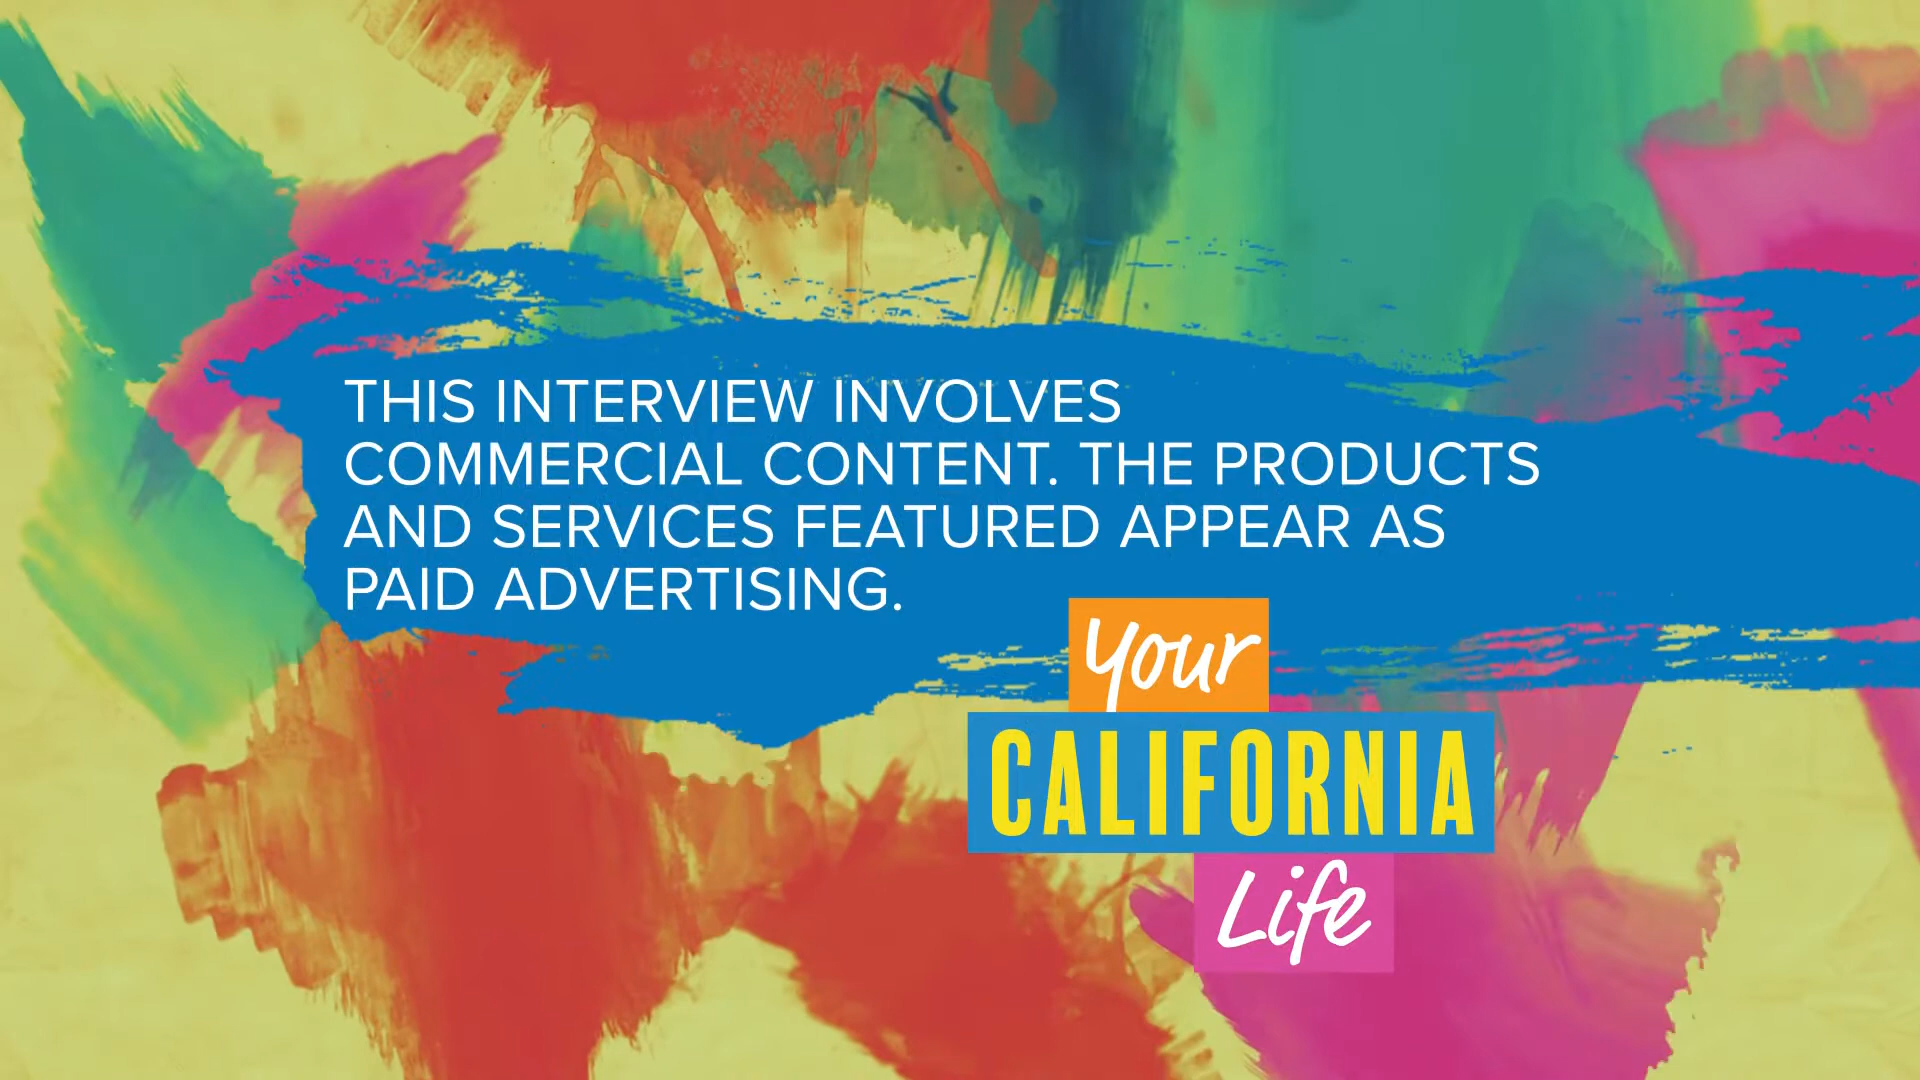 THIS INTERVIEW INVOLVES
COMMERCIAL CONTENT. THE PRODUCTS
AND SERVICES FEATURED APPEAR AS
PAID ADVERTISING.
Your
CALIFORNIA
Life